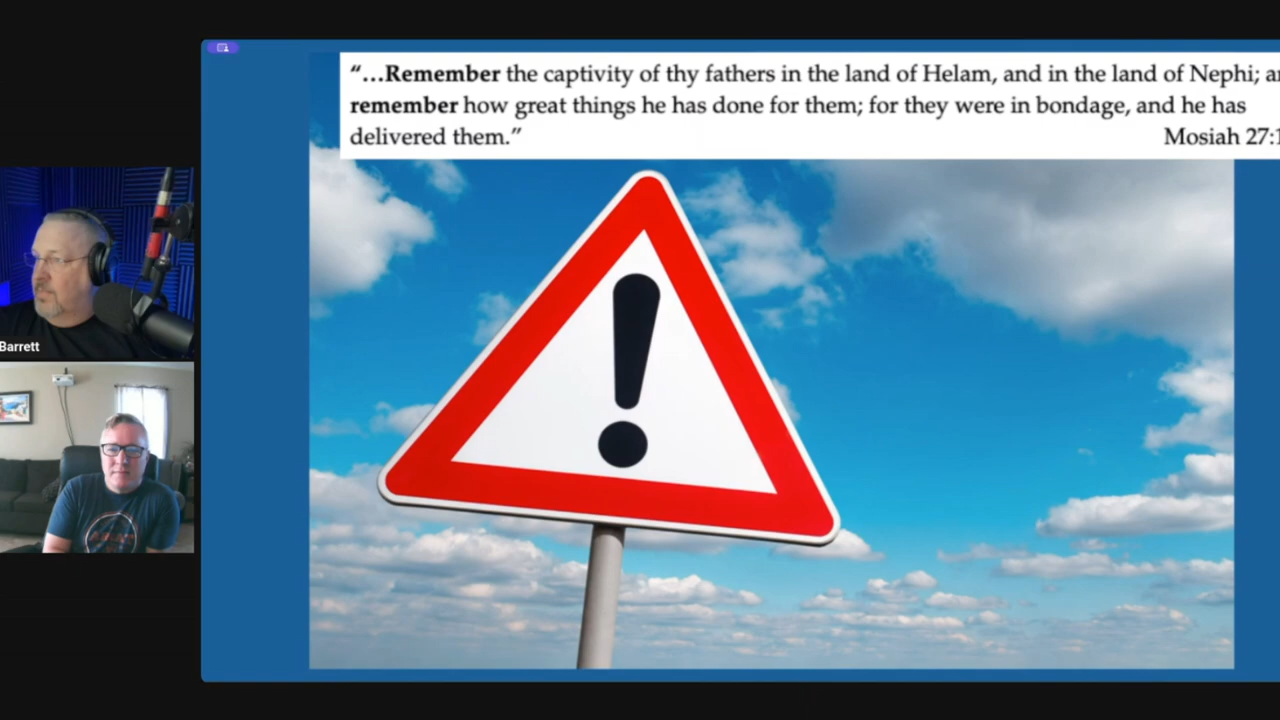 “...Remember the captivity of thy fathers in the land of Helam, and in the land of Nephi;
remember how great things he has done for them; for they were in bondage, and he has
delivered them.”
Mosiah 27:1
Barrett